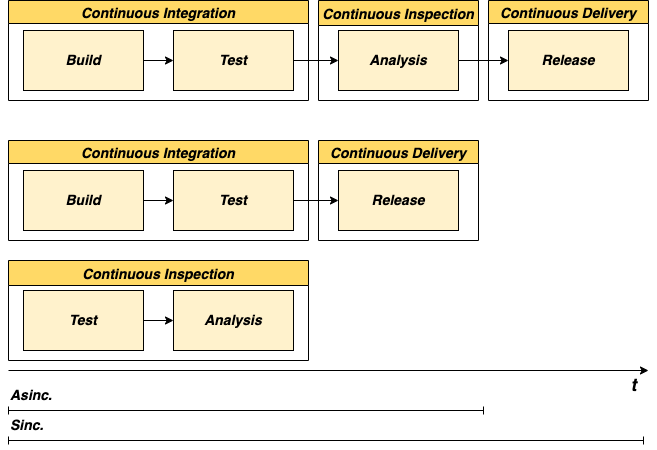 Continuous Integration
Continuous Inspection
Continuous Delivery
Build
Test
Analysis
Release
Continuous Integration
Continuous Delivery
Build
Test
Release
Continuous Inspection
Test
Analysis
t
Asinc.
Sinc.